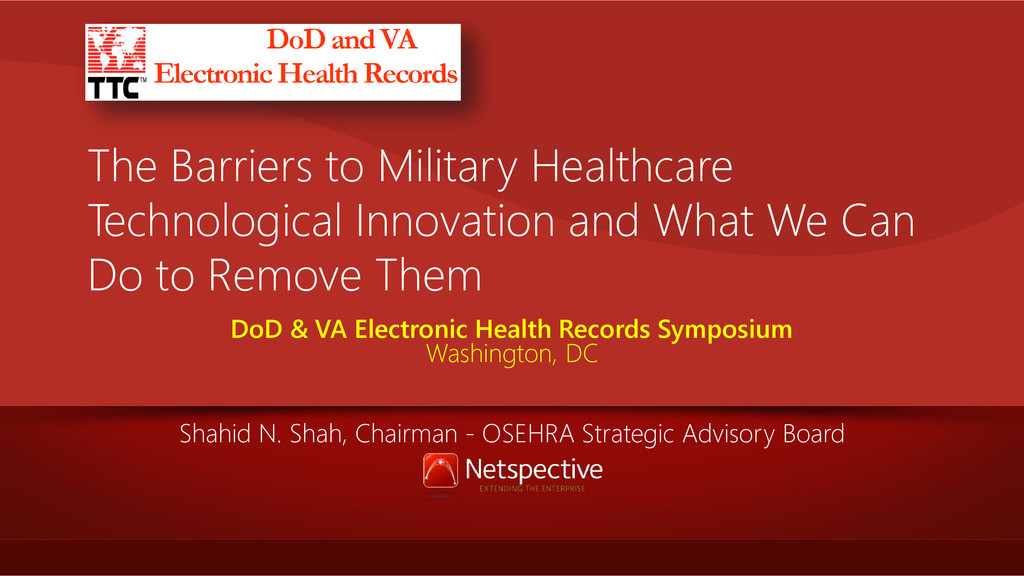 DoD and VA
Electronic Health Records
TTC™
The Barriers to Military Healthcare
Technological Innovation and What We Can
Do to Remove Them
DoD & VA Electronic Health Records Symposium
Washington, DC
Shahid N. Shah, Chairman - OSEHRA Strategic Advisory Board
Netspective
EXTENDING THE ENTERPRISE